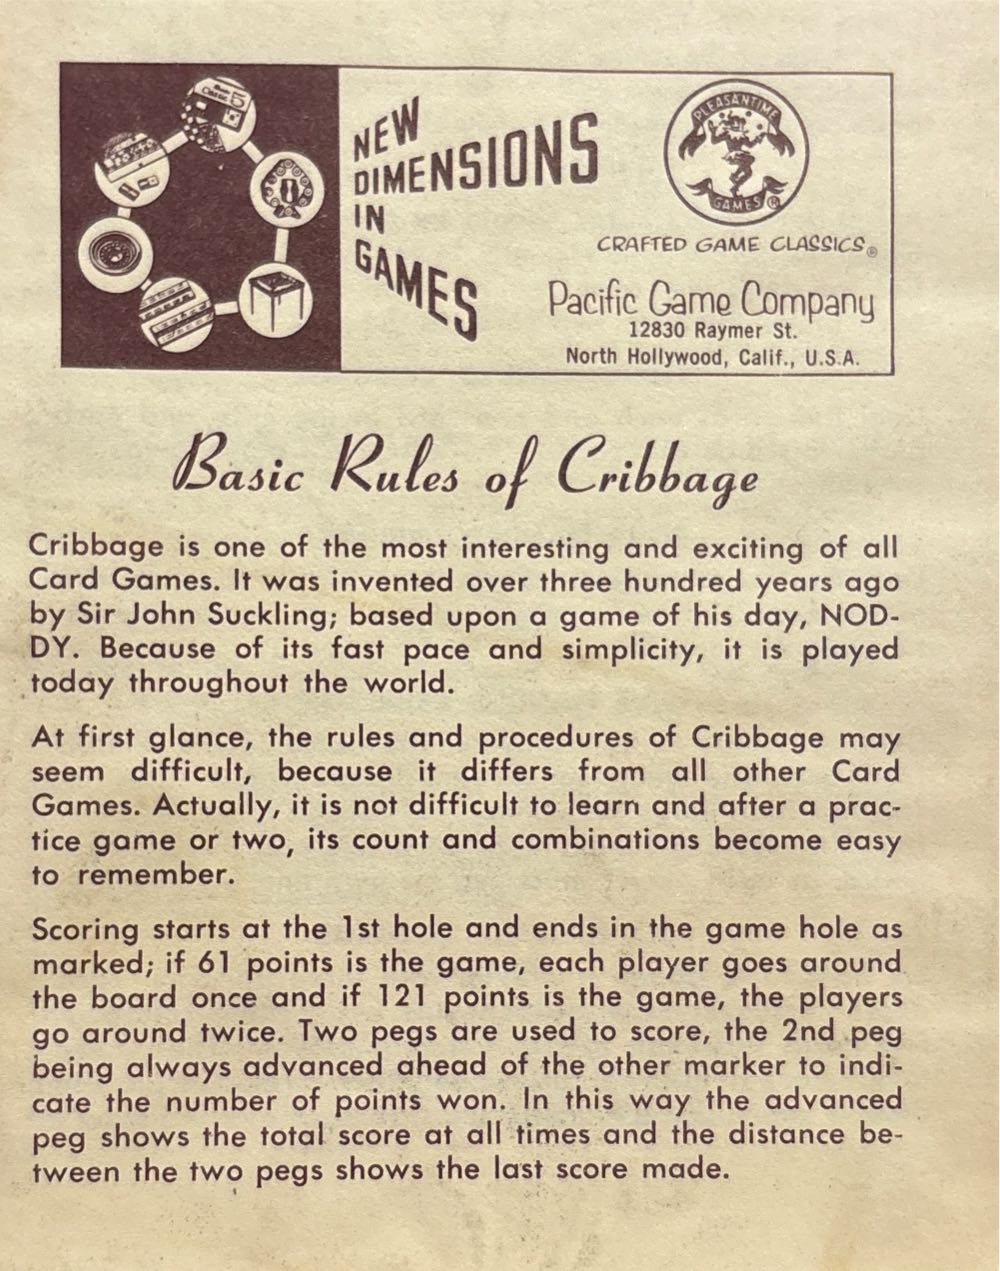 NEW
DIMENSIONS
IN
GAMES
PLEASANTIME
GAMES ®
CRAFTED GAME CLASSICS®
Pacific Game Company
12830 Raymer St.
North Hollywood, Calif., U.S.A.
Basic Rules of Cribbage
Cribbage is one of the most interesting and exciting of all
Card Games. It was invented over three hundred years ago
by Sir John Suckling; based upon a game of his day, NOD-
DY. Because of its fast pace and simplicity, it is played
today throughout the world.
At first glance, the rules and procedures of Cribbage may
seem difficult, because it differs from all other Card
Games. Actually, it is not difficult to learn and after a prac-
tice game or two, its count and combinations become easy
to remember.
Scoring starts at the 1st hole and ends in the game hole as
marked; if 61 points is the game, each player goes around
the board once and if 121 points is the game, the players
go around twice. Two pegs are used to score, the 2nd peg
being always advanced ahead of the other marker to indi-
cate the number of points won. In this way the advanced
peg shows the total score at all times and the distance be-
tween the two pegs shows the last score made.